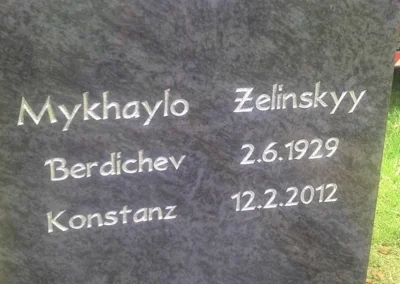 Mykhaylo Zelinskyy
Berdichev 2.6.1929
Konstanz 12.2.2012